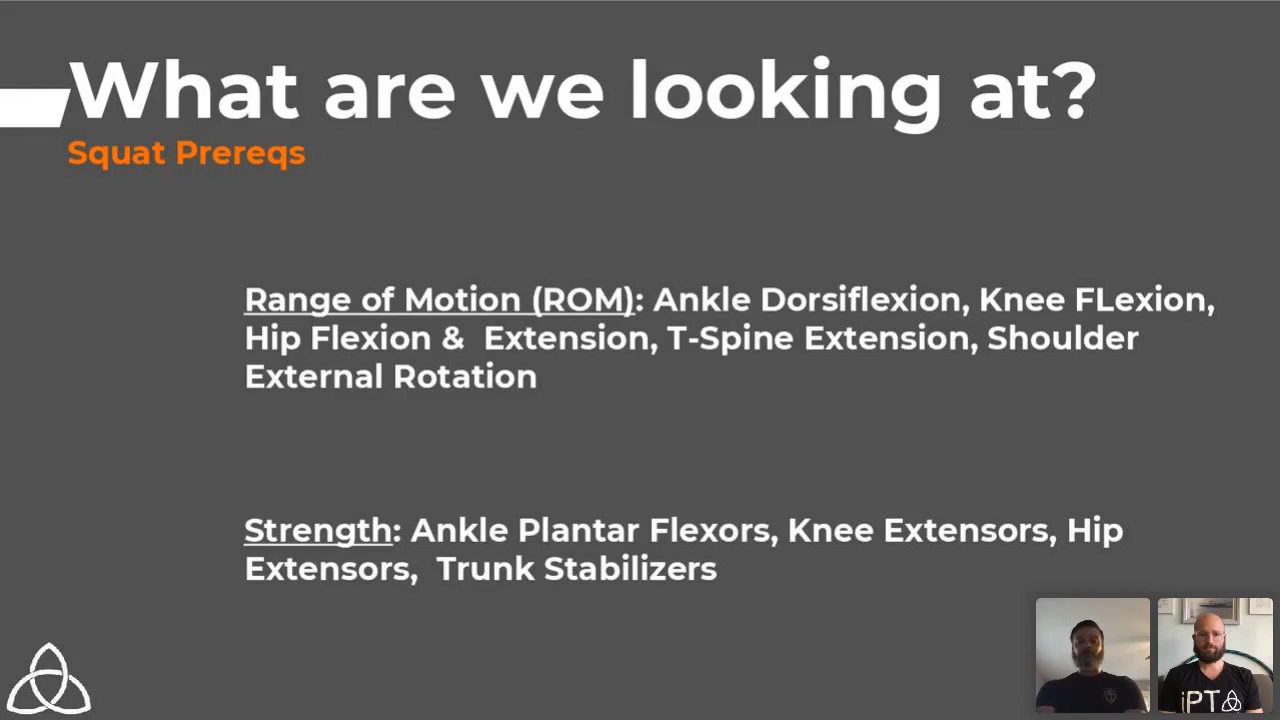 What are we looking at?
Squat Prereqs
Range of Motion (ROM): Ankle Dorsiflexion, Knee FLexion,
Hip Flexion &  Extension, T-Spine Extension, Shoulder
External Rotation
Strength: Ankle Plantar Flexors, Knee Extensors, Hip
Extensors,  Trunk Stabilizers
iPT